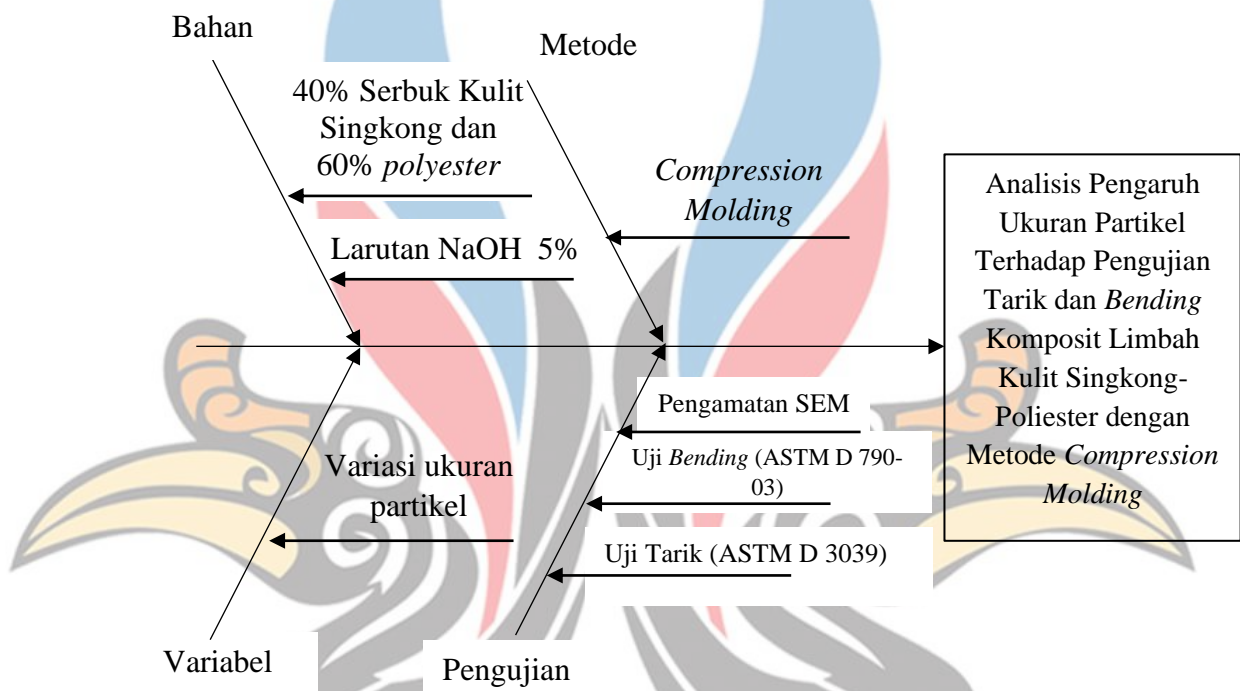 Bahan
Metode
40% Serbuk Kulit
Singkong dan
60% polyester
Larutan NaOH 5%
Compression
Molding
Variasi ukuran
partikel
Variabel
Pengamatan SEM
Uji Bending (ASTM D 790-
03)
Uji Tarik (ASTM D 3039)
Pengujian
Analisis Pengaruh
Ukuran Partikel
Terhadap Pengujian
Tarik dan Bending
Komposit Limbah
Kulit Singkong-
Poliester dengan
Metode Compression
Molding